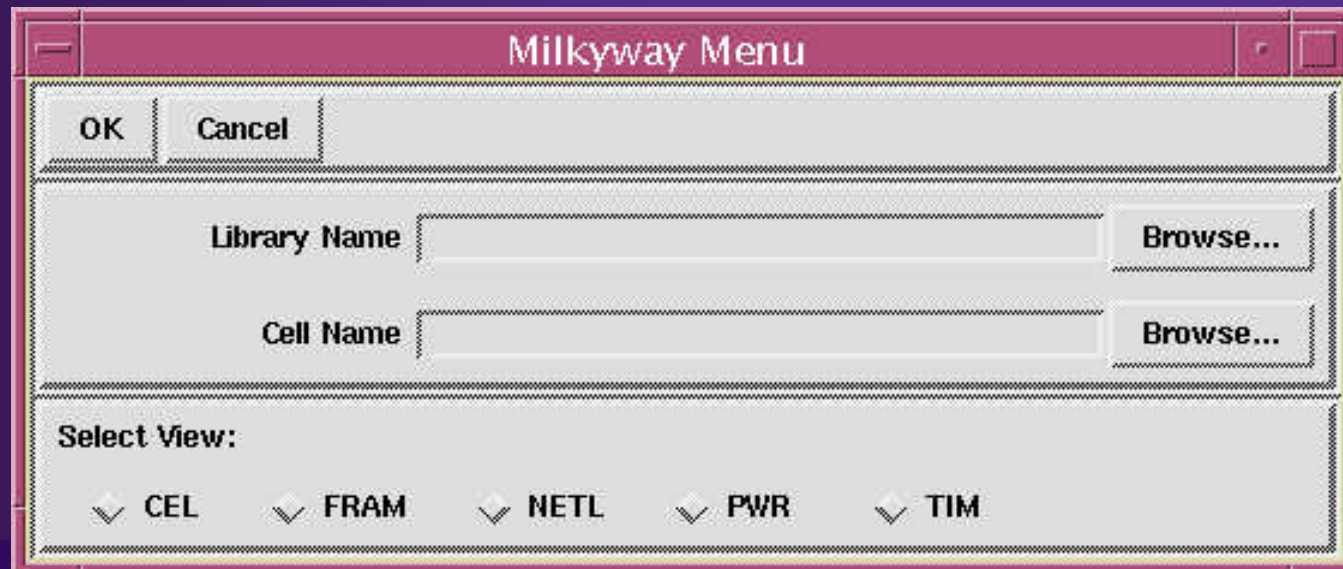 Milkyway Menu
OK Cancel
Library Name Browse...
Cell Name Browse...
Select View:
CEL FRAM NETL PWR TIM